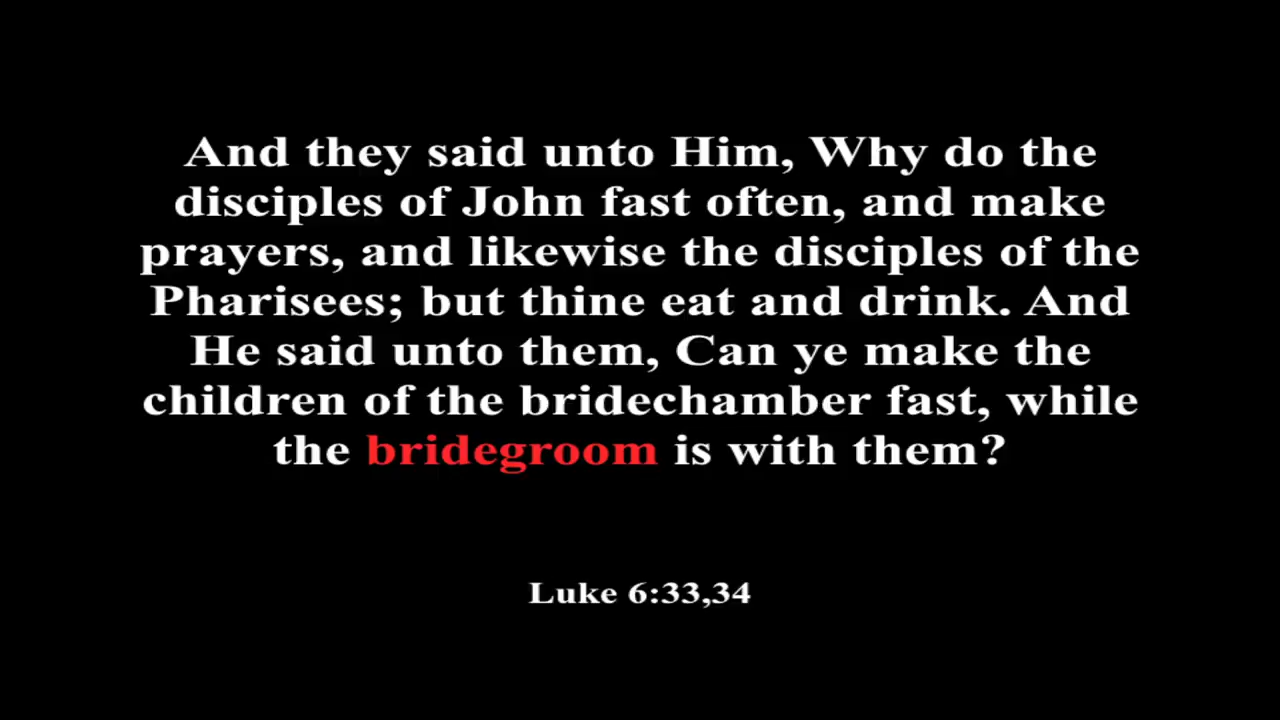 And they said unto Him, Why do the
disciples of John fast often, and make
prayers, and likewise the disciples of the
Pharisees; but thine eat and drink. And
He said unto them, Can ye make the
children of the bridechamber fast, while
the bridegroom is with them?
Luke 6:33,34